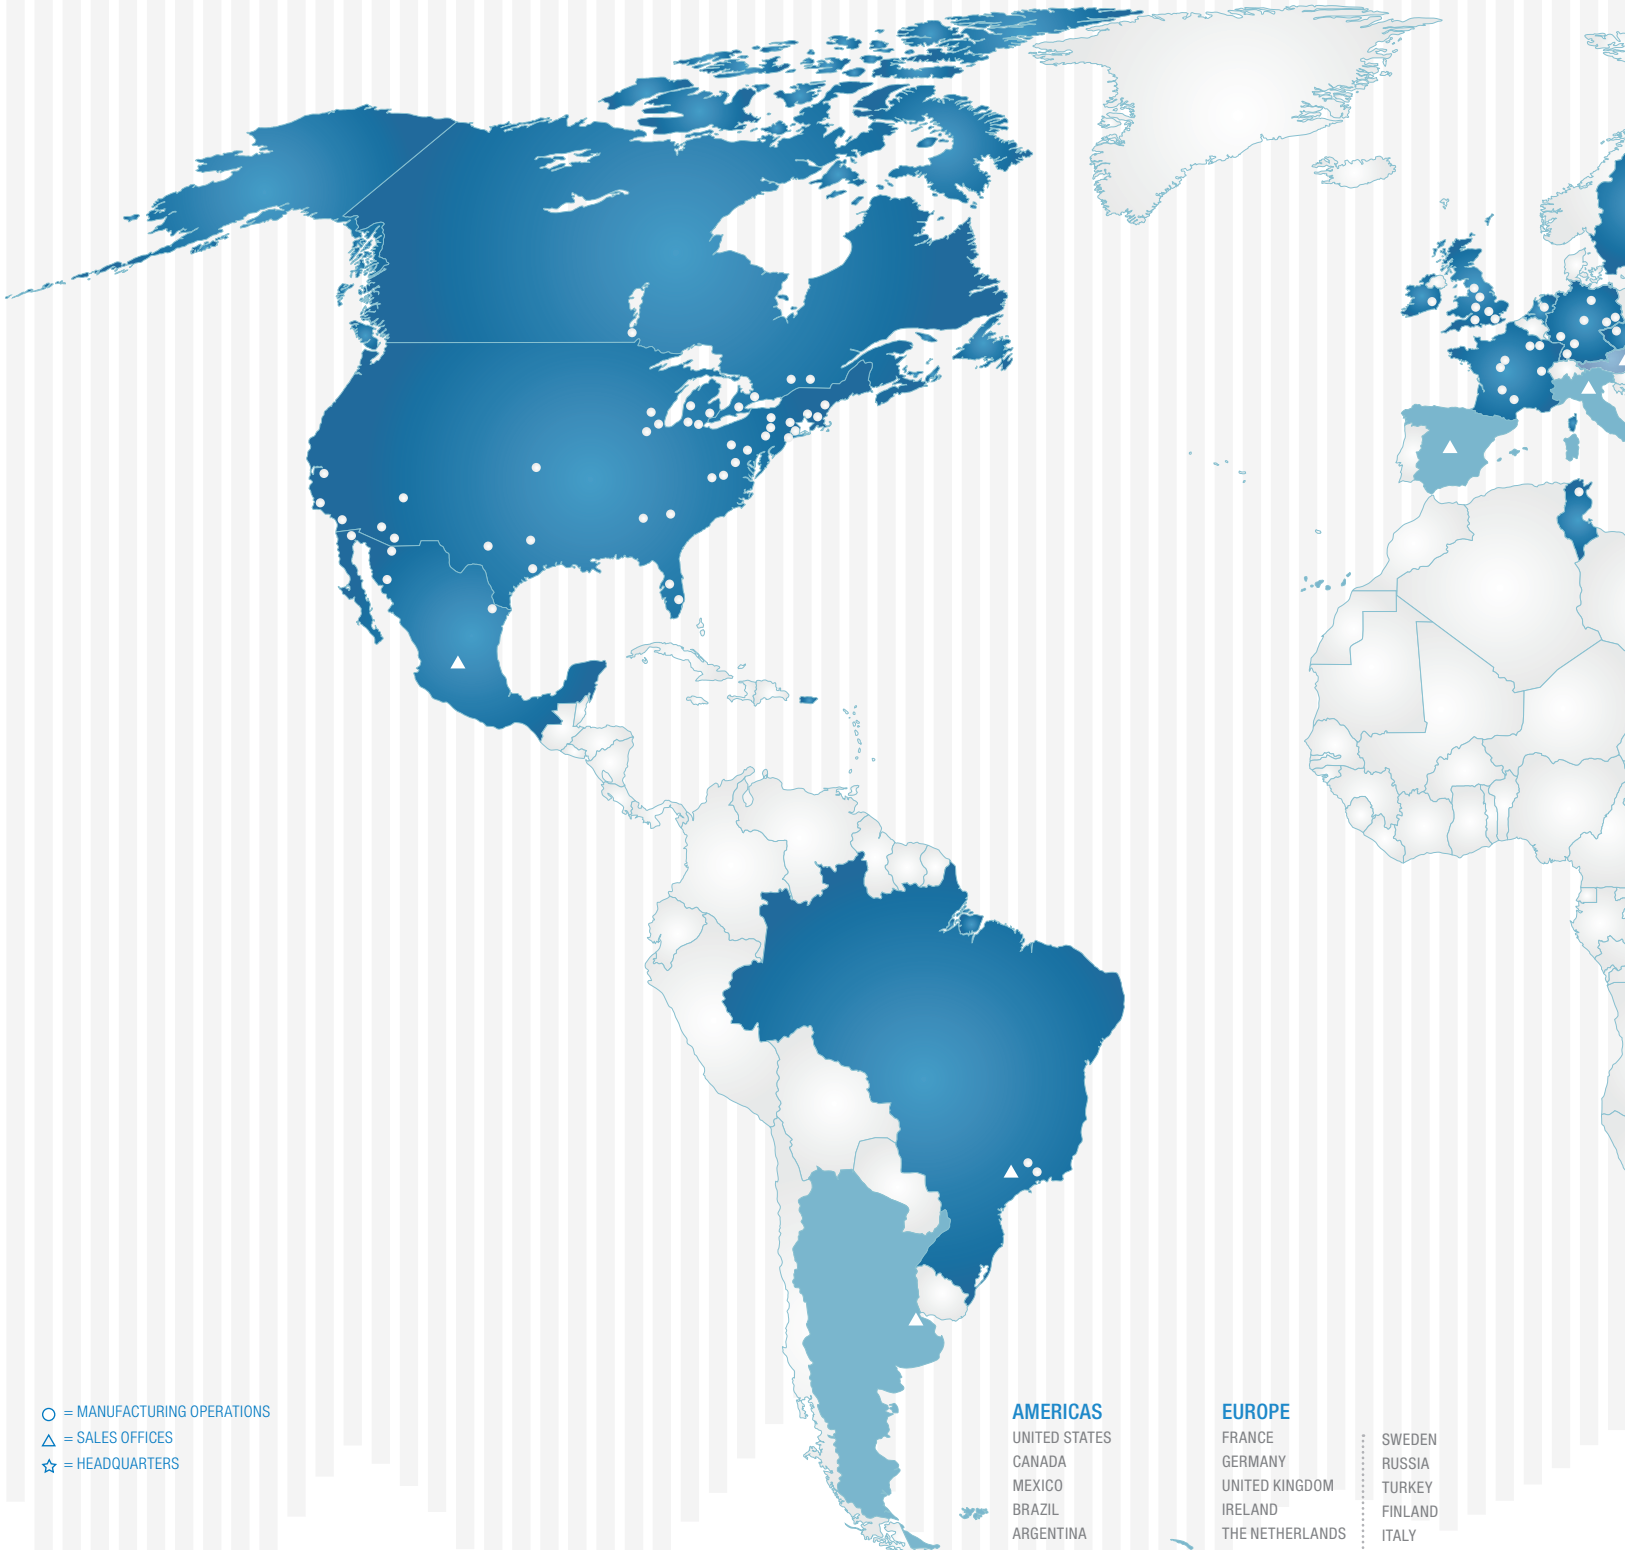 = MANUFACTURING OPERATIONS
= SALES OFFICES
= HEADQUARTERS
AMERICAS
UNITED STATES
CANADA
MEXICO
BRAZIL
ARGENTINA
EUROPE
FRANCE
GERMANY
UNITED KINGDOM
IRELAND
THE NETHERLANDS
SWEDEN
RUSSIA
TURKEY
FINLAND
ITALY